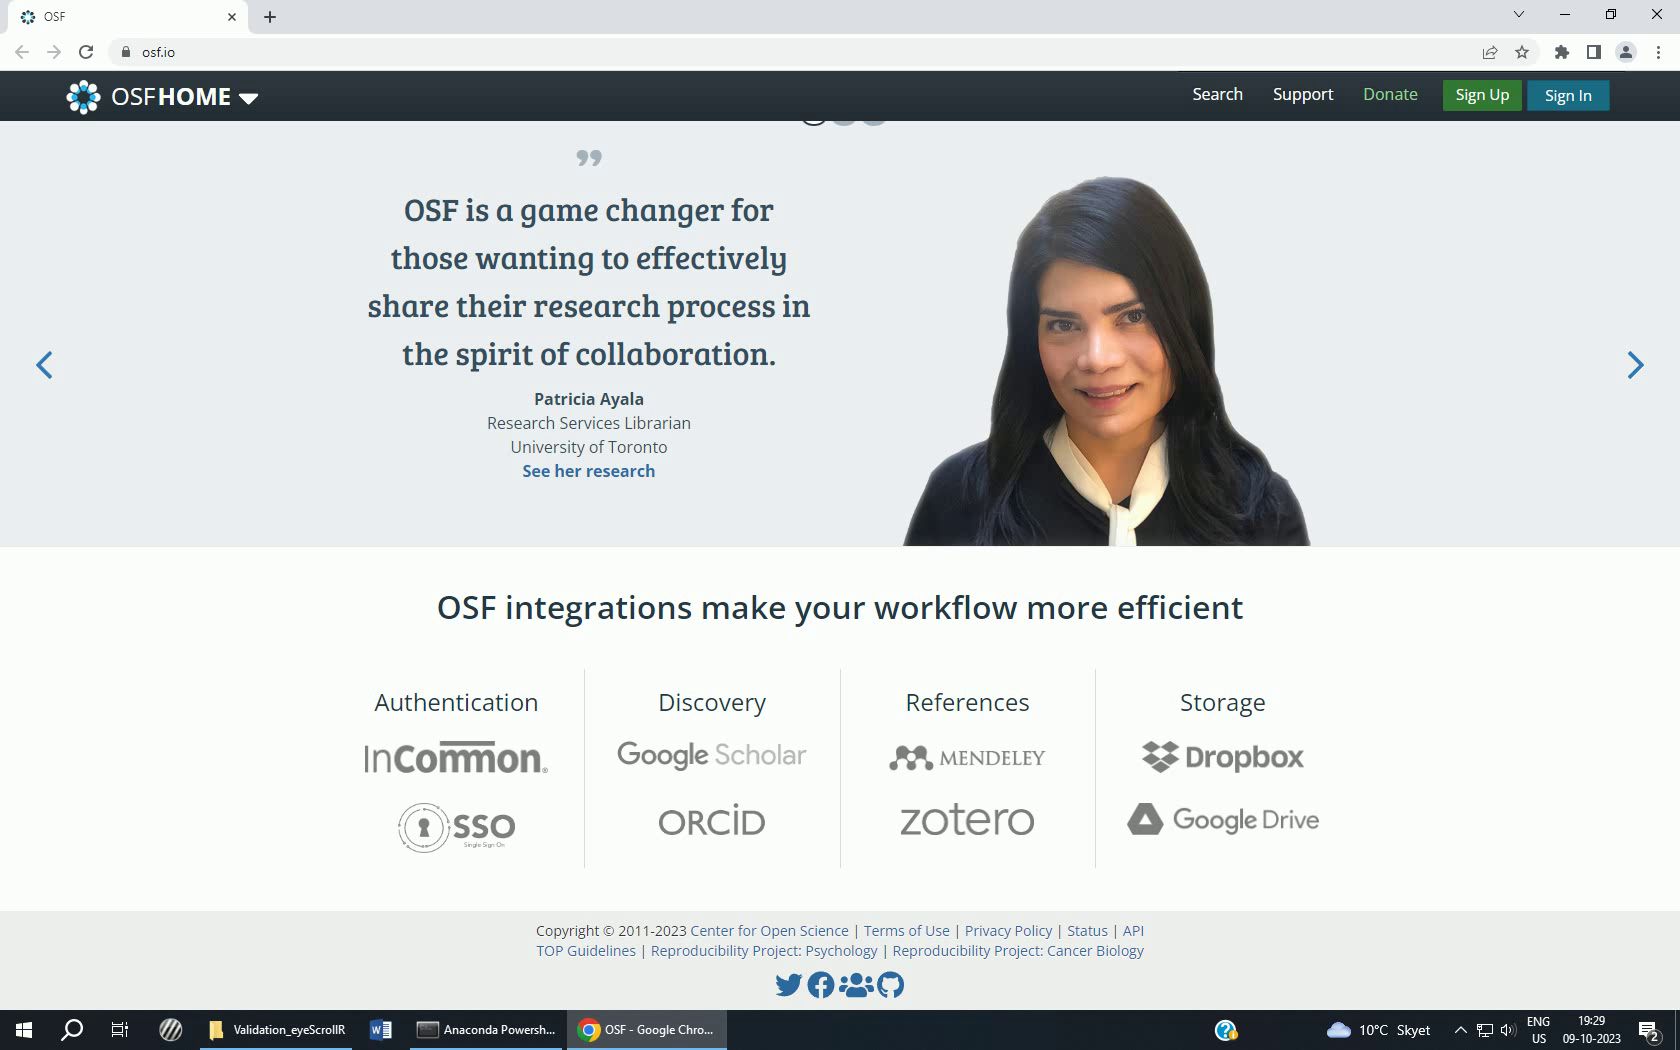 OSF
osf.io
OSFHOME
Search Support Donate Sign Up Sign In
”
OSF is a game changer for
those wanting to effectively
share their research process in
the spirit of collaboration.
Patricia Ayala
Research Services Librarian
University of Toronto
See her research
OSF integrations make your workflow more efficient
Authentication
InCommon®
SSO
Single Sign On
Discovery
Google Scholar
ORCiD
References
MENDELEY
zotero
Storage
Dropbox
Google Drive
Copyright © 2011-2023 Center for Open Science | Terms of Use | Privacy Policy | Status | API
TOP Guidelines | Reproducibility Project: Psychology | Reproducibility Project: Cancer Biology
Validation_eyeScrollR
Anaconda Powersh...
OSF - Google Chro...
10°C Skyet
ENG
US
19:29
09-10-2023
2